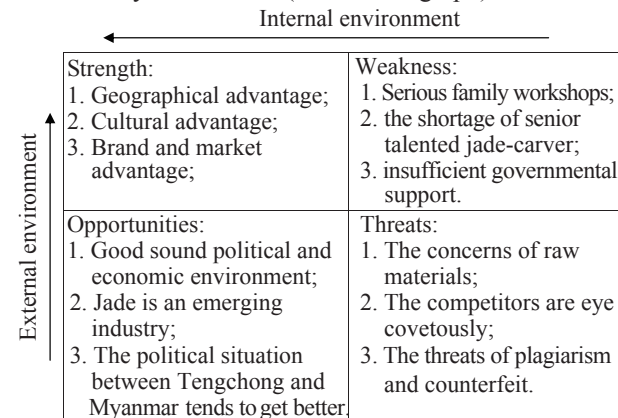 Internal environment
External environment
Strength:
1. Geographical advantage;
2. Cultural advantage;
3. Brand and market
advantage;
Weakness:
1. Serious family workshops;
2. the shortage of senior
talented jade-carver;
3. insufficient governmental
support.
Opportunities:
1. Good sound political and
economic environment;
2. Jade is an emerging
industry;
3. The political situation
between Tengchong and
Myanmar tends to get better.
Threats:
1. The concerns of raw
materials;
2. The competitors are eye
covetously;
3. The threats of plagiarism
and counterfeit.